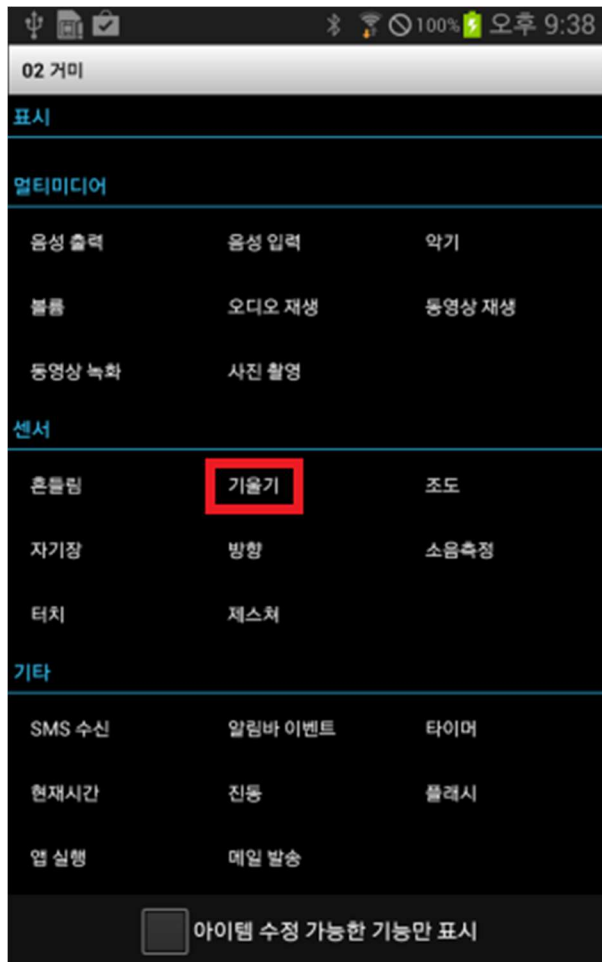 100% 오후 9:38
02 거미
표시
멀티미디어
음성 출력 음성 입력 악기
볼륨 오디오 재생 동영상 재생
동영상 녹화 사진 촬영
센서
흔들림 기울기 조도
자기장 방향 소음측정
터치 제스쳐
기타
SMS 수신 알림바 이벤트 타이머
현재시간 진동 플래시
앱 실행 메일 발송
아이템 수정 가능한 기능만 표시